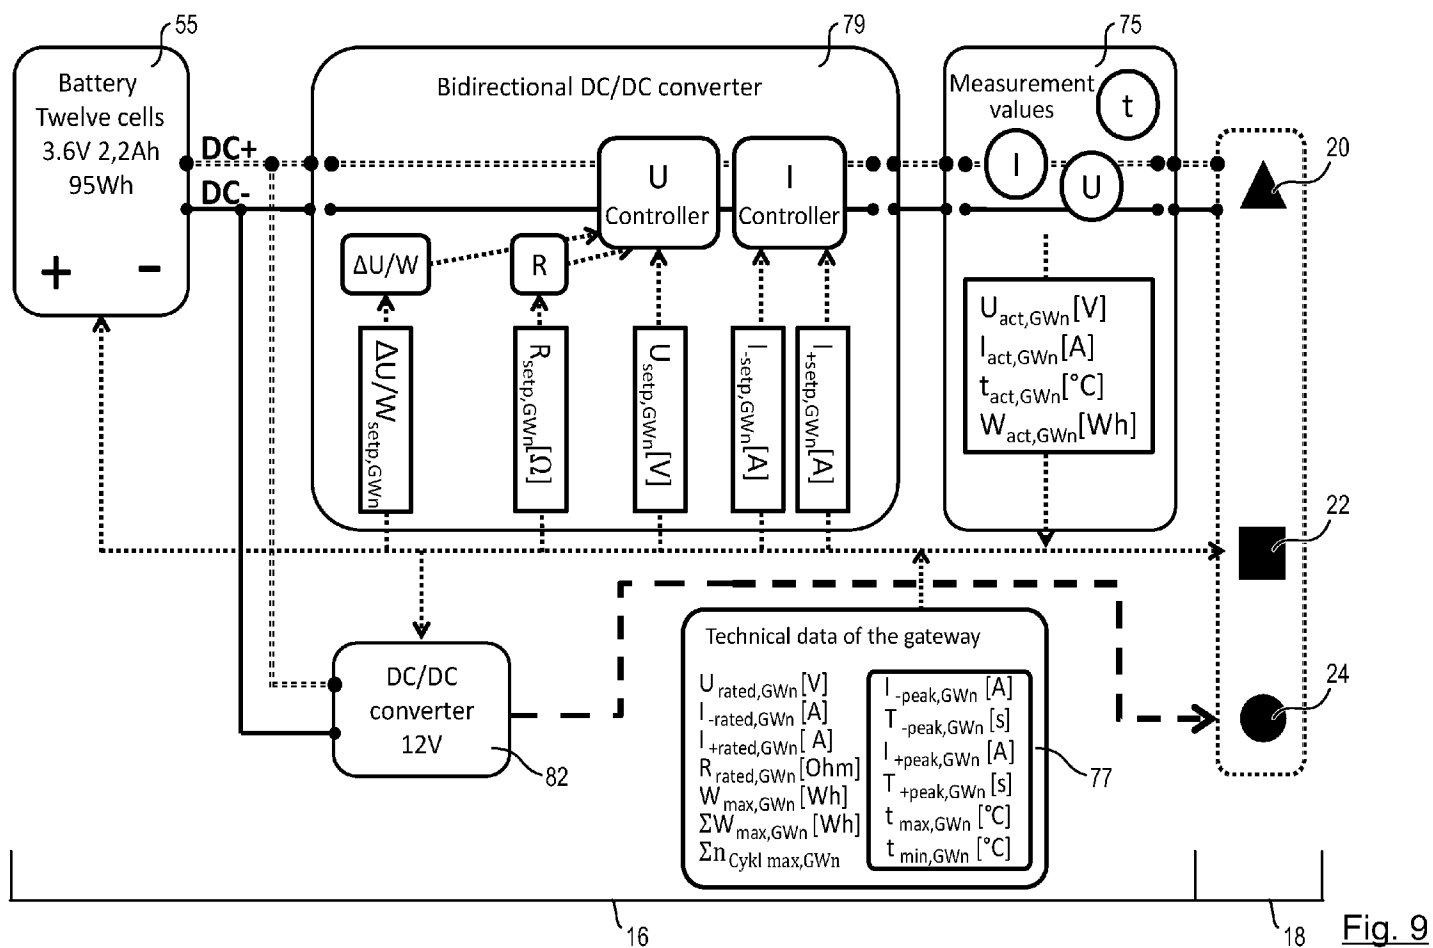 55
79
75
Battery
Twelve cells
3.6V 2,2Ah
95Wh
+ −
DC+
DC-
Bidirectional DC/DC converter
U
Controller
I
Controller
ΔU/W
R
ΔU/W setp,GWn
R setp,GWn [Ω]
U setp,GWn [V]
I -setp,GWn [A]
I +setp,GWn [A]
Measurement
values
t
I
U
U act,GWn [V]
I act,GWn [A]
t act,GWn [°C]
W act,GWn [Wh]
20
22
24
DC/DC
converter
12V
82
Technical data of the gateway
U rated,GWn [V]
I -rated,GWn [A]
I +rated,GWn [A]
R rated,GWn [Ohm]
W max,GWn [Wh]
ΣW max,GWn [Wh]
Σn Cykl max,GWn
I -peak,GWn [A]
T -peak,GWn [s]
I +peak,GWn [A]
T +peak,GWn [s]
t max,GWn [°C]
t min,GWn [°C]
77
16
18
Fig. 9